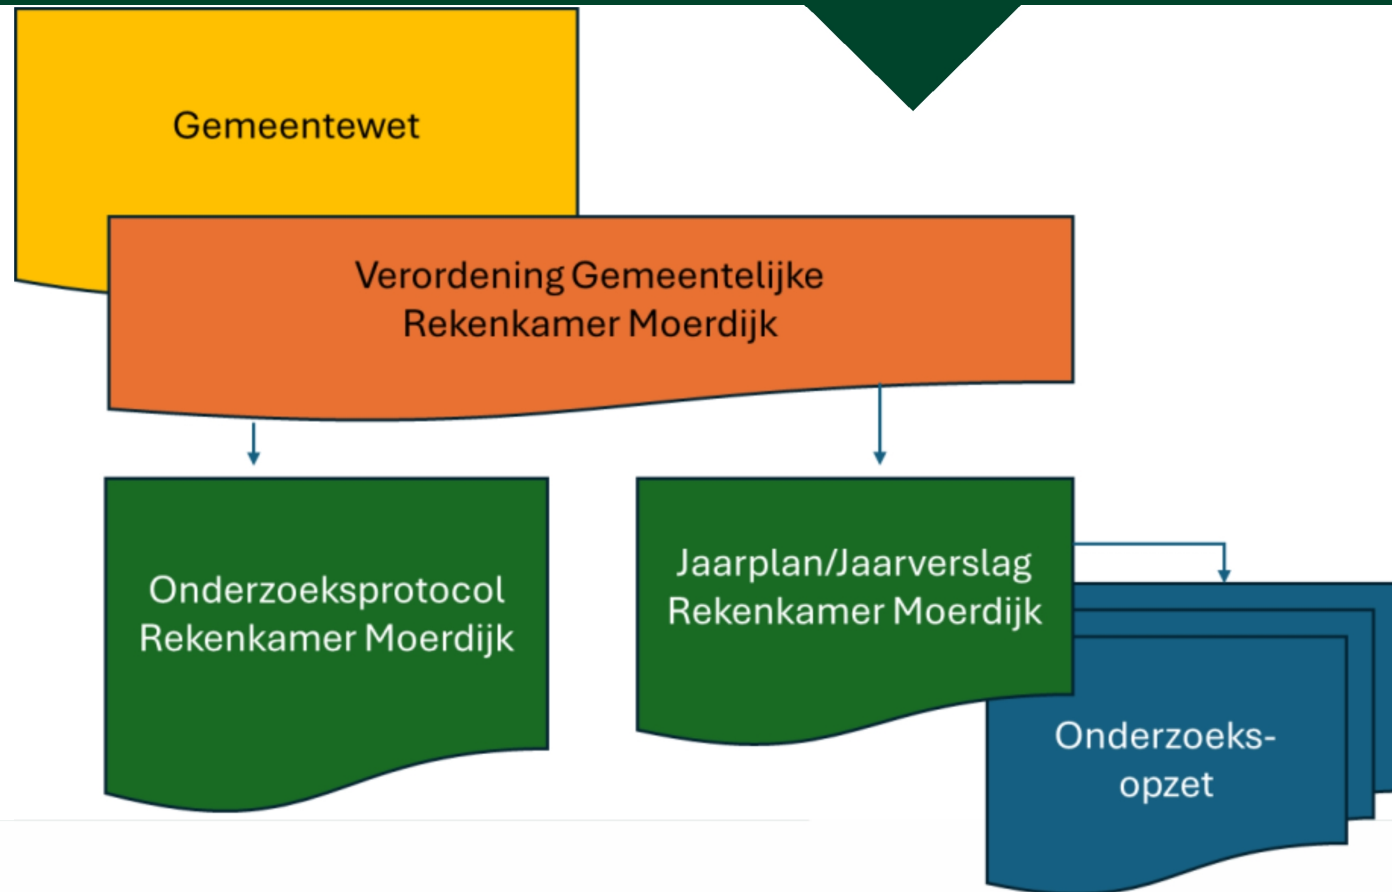 Gemeentewet
Verordening Gemeentelijke
Rekenkamer Moerdijk
Onderzoeksprotocol
Rekenkamer Moerdijk
Jaarplan/Jaarverslag
Rekenkamer Moerdijk
Onderzoeks-
opzet